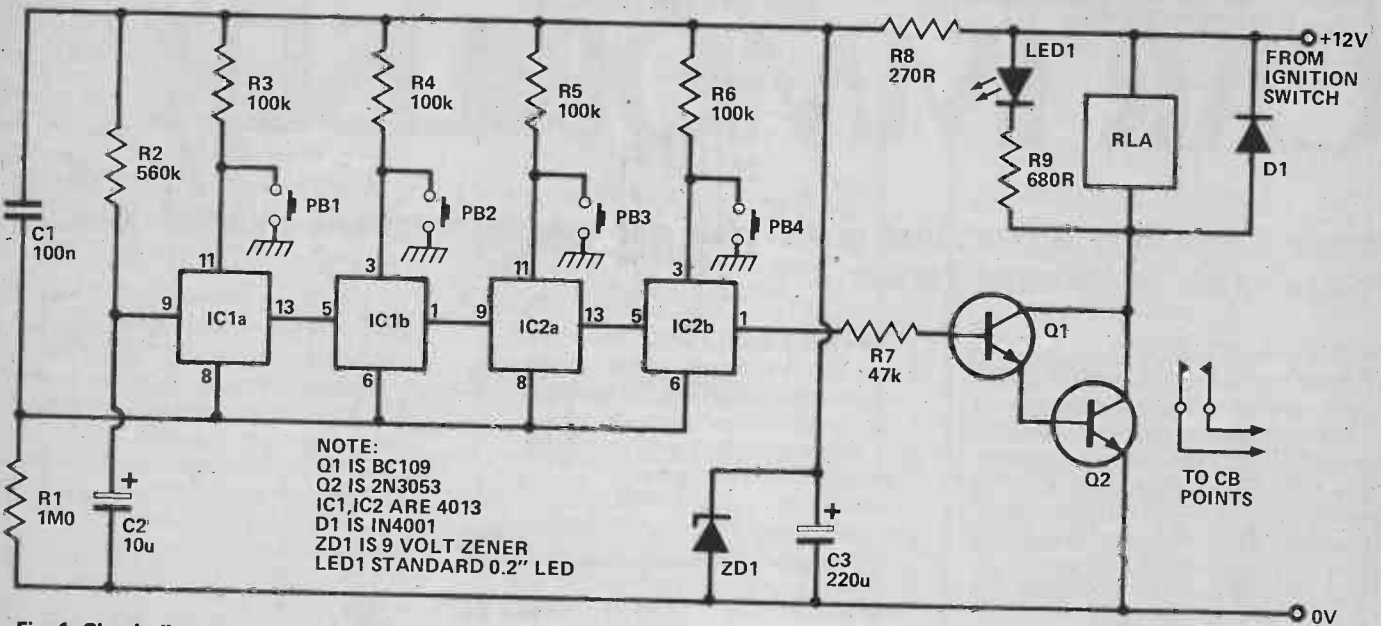 R8
270R
LED1
+12V
FROM
IGNITION
SWITCH
R3
100k
R4
100k
R5
100k
R6
100k
R2
560k
R9
680R
RLA
D1
PB1
PB2
PB3
PB4
C1
100n
11
3
11
3
9
IC1a
13
5
IC1b
1
9
IC2a
13
5
IC2b
1
R7
47k
Q1
8
6
8
6
Q2
TO CB
POINTS
R1
1M0
+
C2
10u
NOTE:
Q1 IS BC109
Q2 IS 2N3053
IC1,IC2 ARE 4013
D1 IS IN4001
ZD1 IS 9 VOLT ZENER
LED1 STANDARD 0.2" LED
ZD1
+
C3
220u
0V